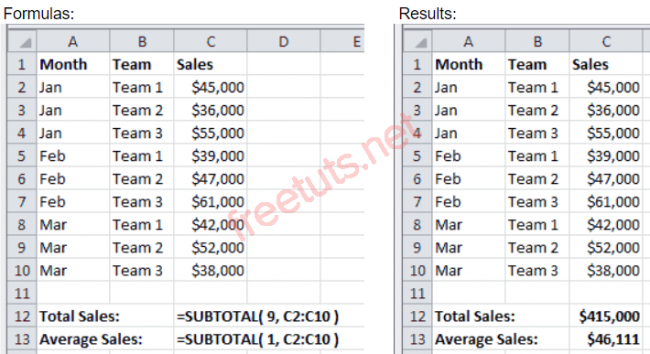 Formulas:
A B C D E
1 Month Team Sales
2 Jan Team 1 $45,000
3 Jan Team 2 $36,000
4 Jan Team 3 $55,000
5 Feb Team 1 $39,000
6 Feb Team 2 $47,000
7 Feb Team 3 $61,000
8 Mar Team 1 $42,000
9 Mar Team 2 $52,000
10 Mar Team 3 $38,000
11
12 Total Sales: =SUBTOTAL( 9, C2:C10 )
13 Average Sales: =SUBTOTAL( 1, C2:C10 )
Results:
A B C
1 Month Team Sales
2 Jan Team 1 $45,000
3 Jan Team 2 $36,000
4 Jan Team 3 $55,000
5 Feb Team 1 $39,000
6 Feb Team 2 $47,000
7 Feb Team 3 $61,000
8 Mar Team 1 $42,000
9 Mar Team 2 $52,000
10 Mar Team 3 $38,000
11
12 Total Sales: $415,000
13 Average Sales: $46,111
freetuts.net